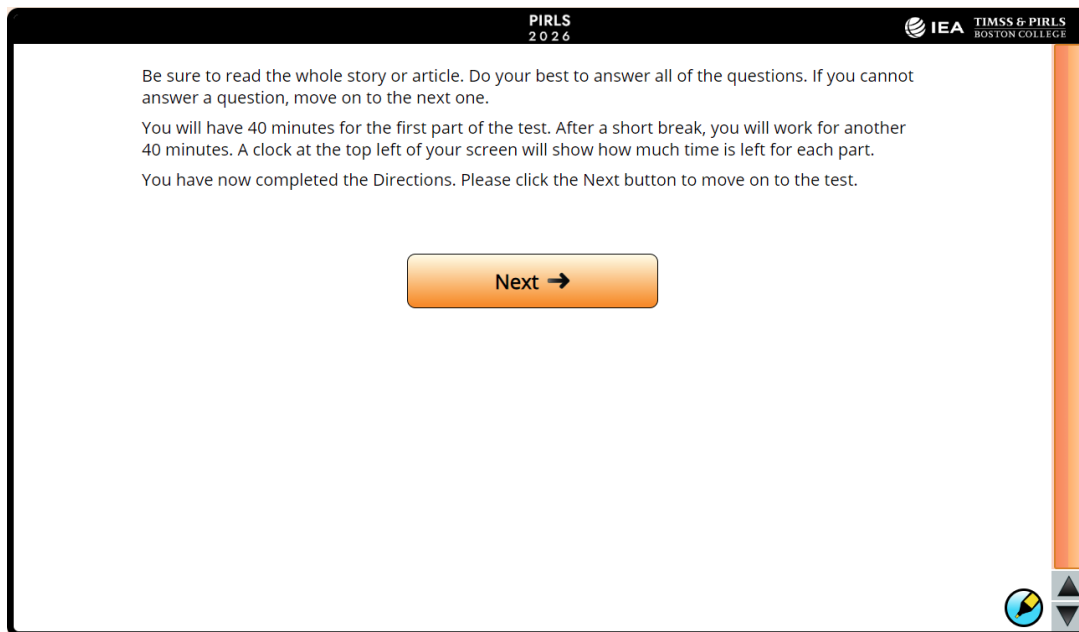 PIRLS
2026
IEA
TIMSS & PIRLS
BOSTON COLLEGE
Be sure to read the whole story or article. Do your best to answer all of the questions. If you cannot
answer a question, move on to the next one.
You will have 40 minutes for the first part of the test. After a short break, you will work for another
40 minutes. A clock at the top left of your screen will show how much time is left for each part.
You have now completed the Directions. Please click the Next button to move on to the test.
Next